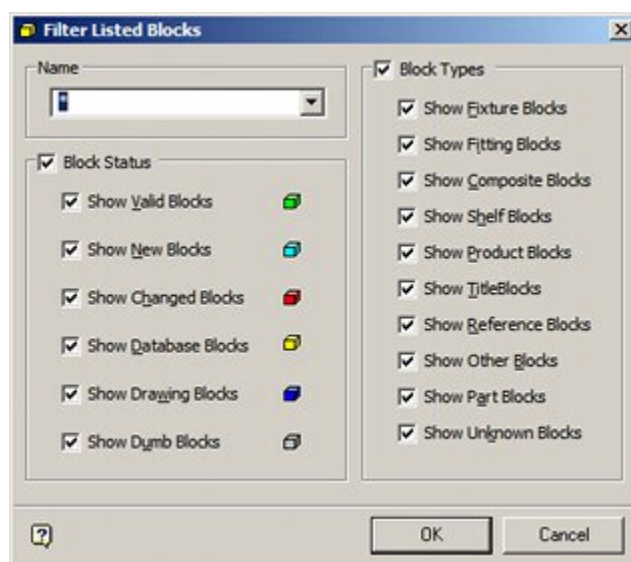 Filter Listed Blocks
Name
*
Block Status
Show Valid Blocks
Show New Blocks
Show Changed Blocks
Show Database Blocks
Show Drawing Blocks
Show Dumb Blocks
Block Types
Show Fixture Blocks
Show Fitting Blocks
Show Composite Blocks
Show Shelf Blocks
Show Product Blocks
Show TitleBlocks
Show Reference Blocks
Show Other Blocks
Show Part Blocks
Show Unknown Blocks
?
OK
Cancel